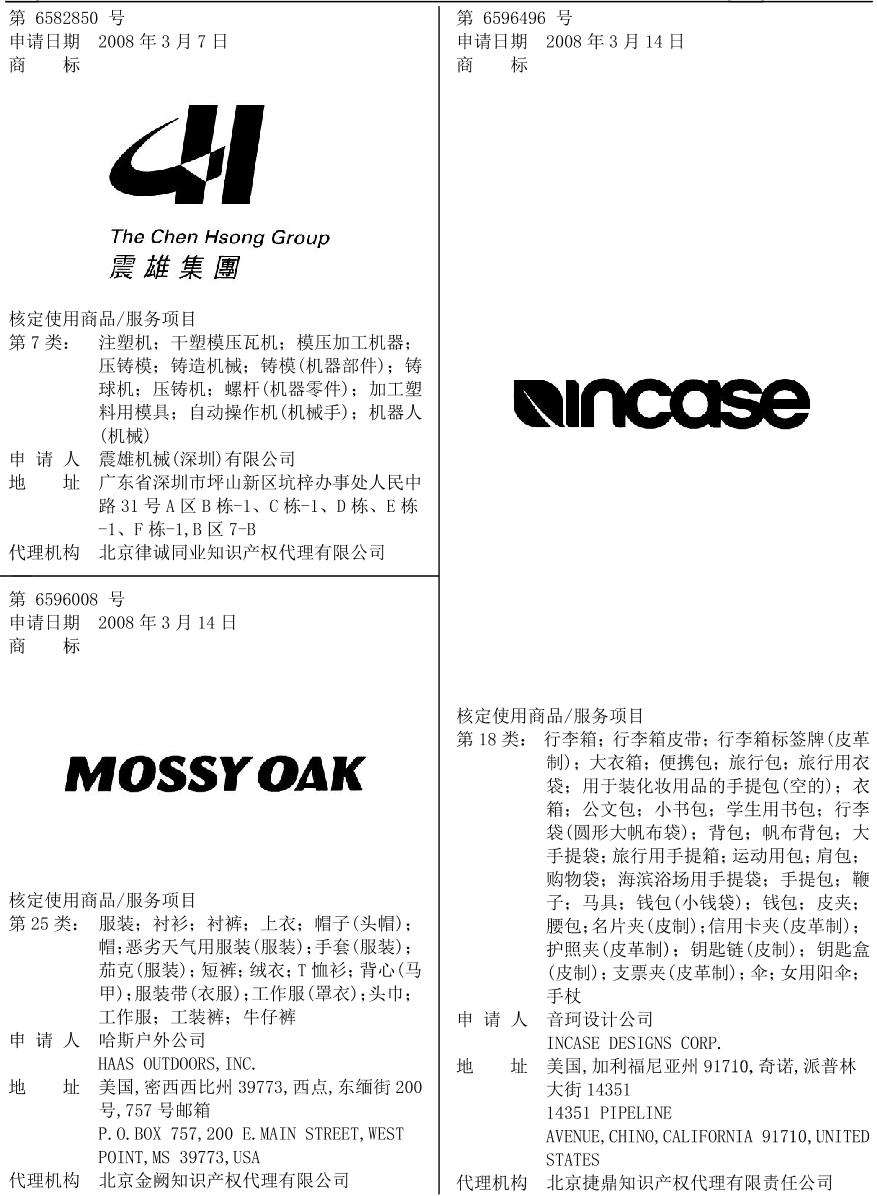 第 6582850 号
申请日期 2008 年 3 月 7 日
商 标
The Chen Hsong Group
震雄集團
核定使用商品/服务项目
第 7 类: 注塑机; 干塑模压瓦机; 模压加工机器;
压铸模; 铸造机械; 铸模(机器部件); 铸
球机; 压铸机; 螺杆(机器零件); 加工塑
料用模具; 自动操作机(机械手); 机器人
(机械)
申 请 人 震雄机械(深圳)有限公司
地 址 广东省深圳市坪山新区坑梓办事处人民中
路 31 号 A 区 B 栋-1、C 栋-1、D 栋、E 栋
-1、F 栋-1,B 区 7-B
代理机构 北京律诚同业知识产权代理有限公司
第 6596008 号
申请日期 2008 年 3 月 14 日
商 标
MOSSY OAK
核定使用商品/服务项目
第 25 类: 服装; 衬衫; 衬裤; 上衣; 帽子(头帽);
帽;恶劣天气用服装(服装);手套(服装);
茄克(服装);短裤;绒衣;T 恤衫;背心(马
甲);服装带(衣服);工作服(罩衣);头巾;
工作服; 工装裤; 牛仔裤
申 请 人 哈斯户外公司
HAAS OUTDOORS,INC.
地 址 美国,密西西比州 39773,西点,东缅街 200
号,757 号邮箱
P.O.BOX 757,200 E.MAIN STREET,WEST
POINT,MS 39773,USA
代理机构 北京金阙知识产权代理有限公司
第 6596496 号
申请日期 2008 年 3 月 14 日
商 标
incase
核定使用商品/服务项目
第 18 类: 行李箱; 行李箱皮带; 行李箱标签牌(皮革
制); 大衣箱; 便携包; 旅行包; 旅行用衣
袋; 用于装化妆用品的手提包(空的); 衣
箱; 公文包; 小书包; 学生用书包; 行李
袋(圆形大帆布袋); 背包; 帆布背包; 大
手提袋;旅行用手提箱;运动用包;肩包;
购物袋; 海滨浴场用手提袋; 手提包; 鞭
子; 马具; 钱包(小钱袋); 钱包; 皮夹;
腰包;名片夹(皮制);信用卡夹(皮革制);
护照夹(皮革制); 钥匙链(皮制); 钥匙盒
(皮制);支票夹(皮革制);伞;女用阳伞;
手杖
申 请 人 音珂设计公司
INCASE DESIGNS CORP.
地 址 美国,加利福尼亚州 91710,奇诺,派普林
大街 14351
14351 PIPELINE
AVENUE,CHINO,CALIFORNIA 91710,UNITED
STATES
代理机构 北京捷鼎知识产权代理有限责任公司